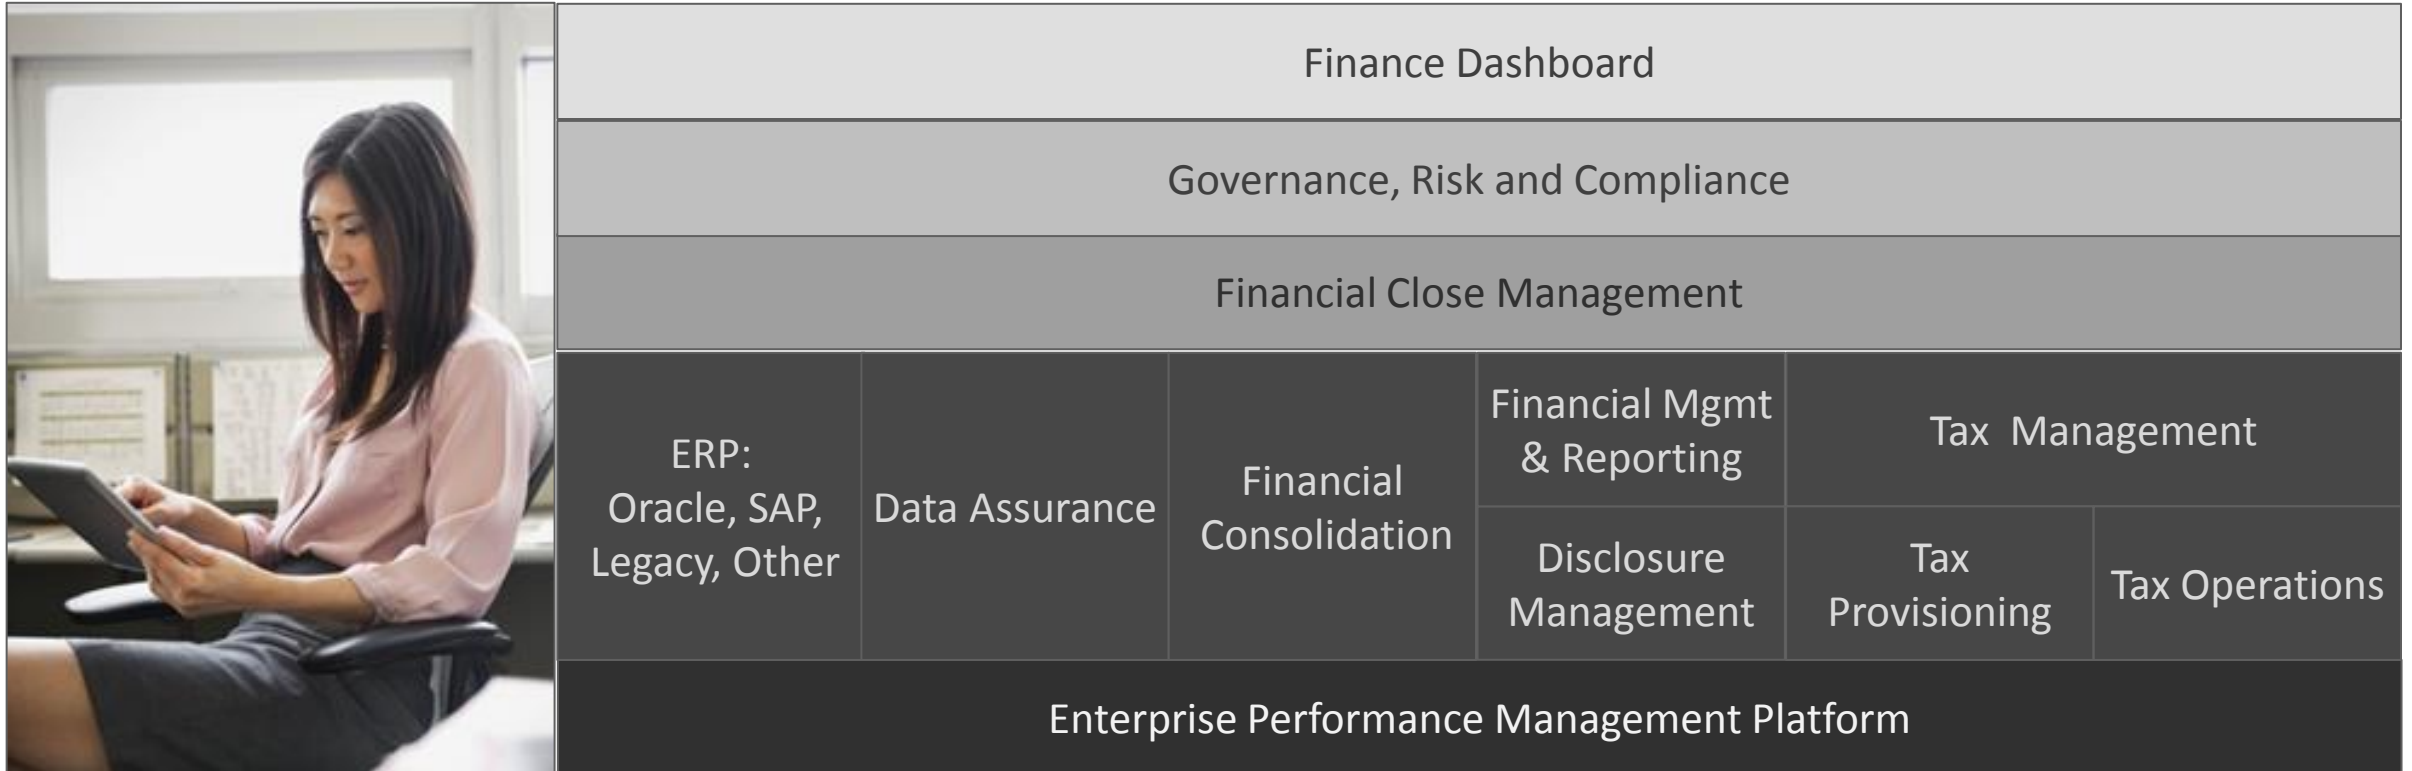 Finance Dashboard
Governance, Risk and Compliance
Financial Close Management
ERP:
Oracle, SAP,
Legacy, Other
Data Assurance
Financial
Consolidation
Financial Mgmt
& Reporting
Disclosure
Management
Tax  Management
Tax
Provisioning
Tax Operations
Enterprise Performance Management Platform